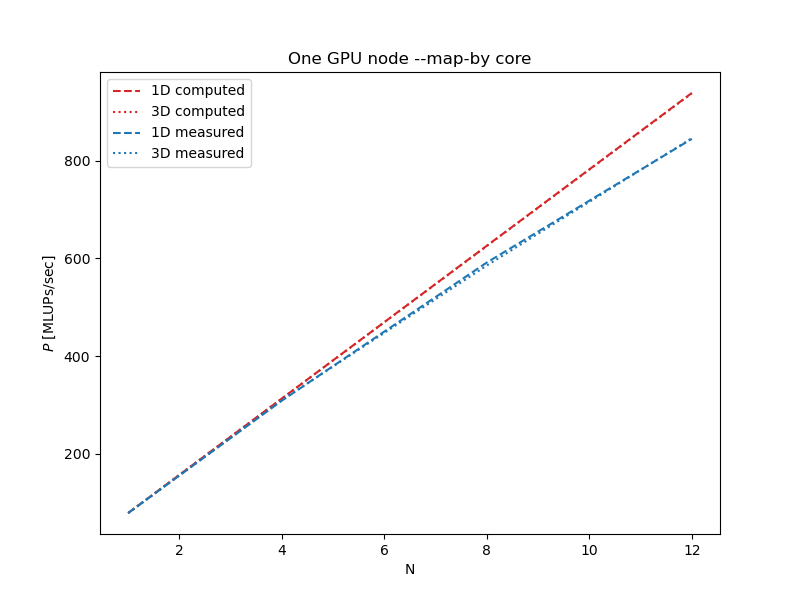 One GPU node --map-by core
1D computed
3D computed
1D measured
3D measured
800
600
400
200
P [MLUPs/sec]
2 4 6 8 10 12
N